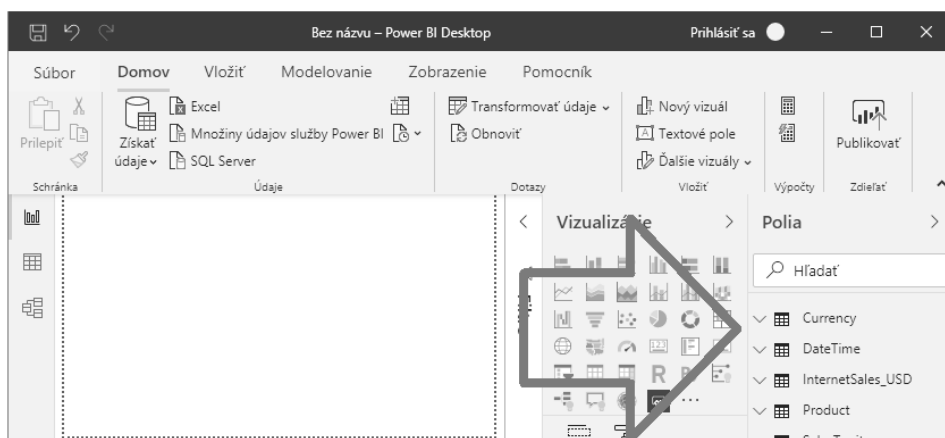 Bez názvu – Power BI Desktop
Prihlásiť sa
Súbor Domov Vložiť Modelovanie Zobrazenie Pomocník
Prilepiť
Schránka
Získať údaje
Excel
Množiny údajov služby Power BI
SQL Server
Údaje
Transformovať údaje
Obnoviť
Dotazy
Nový vizuál
Textové pole
Ďalšie vizuály
Vložiť
Výpočty
Publikovať
Zdieľať
Vizualizácie
123
R
Polia
Hľadať
Currency
DateTime
InternetSales_USD
Product